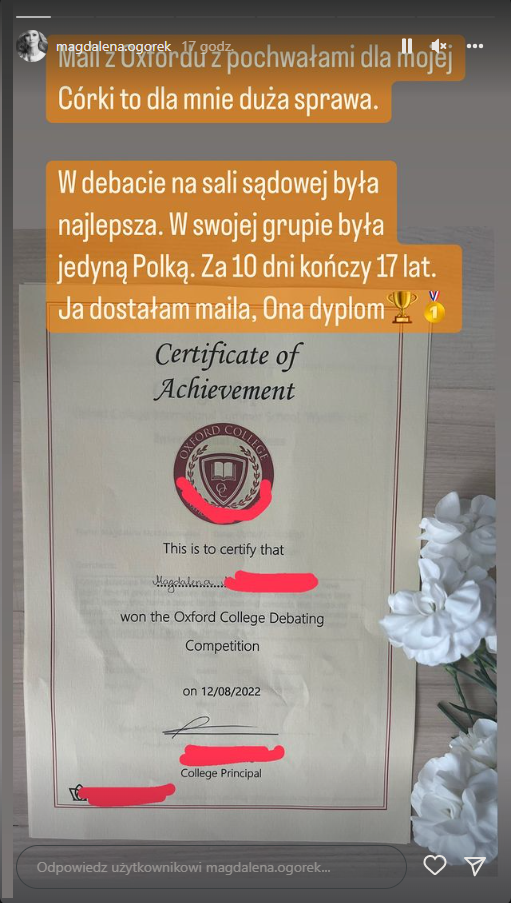 magdalena.ogorek 17 godz.
Mail z Oxfordu z pochwałami dla mojej
Córki to dla mnie duża sprawa.
W debacie na sali sądowej była
najlepsza. W swojej grupie była
jedyną Polką. Za 10 dni kończy 17 lat.
Ja dostałam maila, Ona dyplom🏆🏅
Certificate of
Achievement
OXFORD COLLEGE
OC
This is to certify that
Magdalena
won the Oxford College Debating
Competition
on 12/08/2022
College Principal
Odpowiedz użytkownikowi magdalena.ogorek...